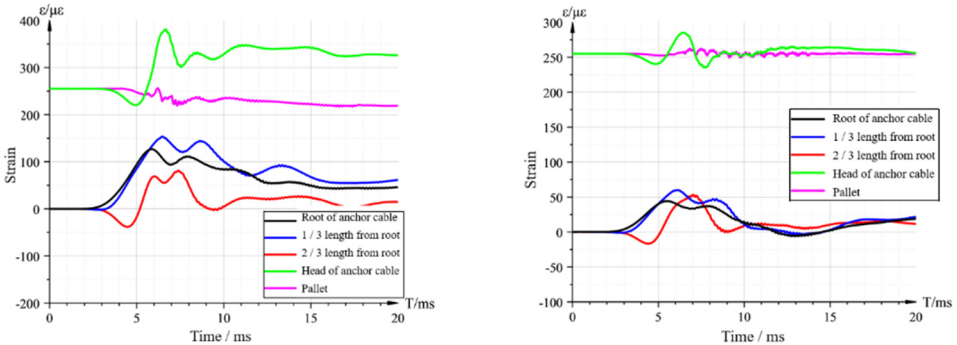 ε/με
400
300
200
100
0
-100
-200
Strain
0
5
10
15
20
T/ms
Time / ms
Root of anchor cable
1 / 3 length from root
2 / 3 length from root
Head of anchor cable
Pallet
ε/με
300
250
200
150
100
50
0
-50
-100
Strain
0
5
10
15
20
T/ms
Time / ms
Root of anchor cable
1 / 3 length from root
2 / 3 length from root
Head of anchor cable
Pallet